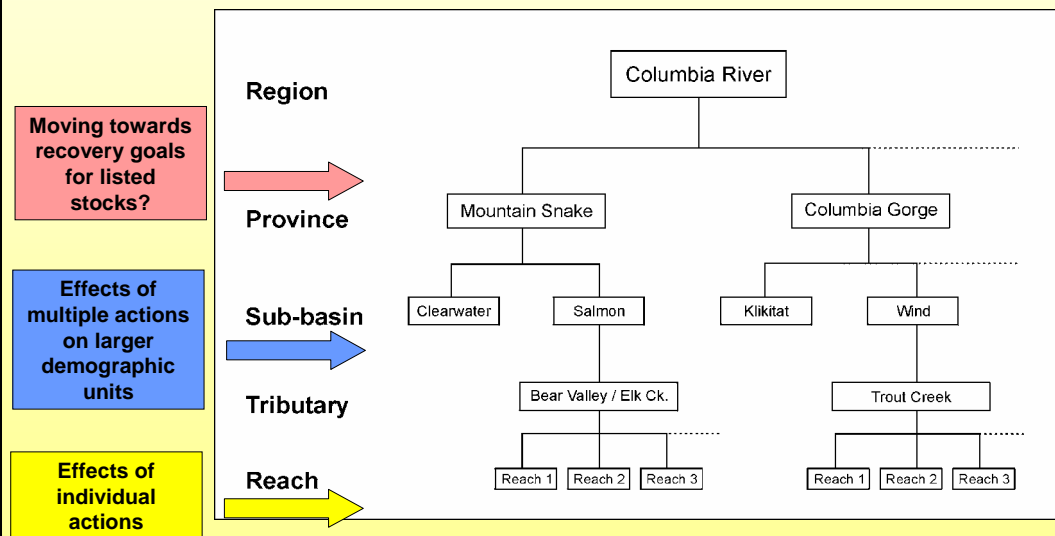 Region
Columbia River
Moving towards
recovery goals
for listed
stocks?
Province
Mountain Snake
Columbia Gorge
Effects of
multiple actions
on larger
demographic
units
Sub-basin
Clearwater
Salmon
Klikitat
Wind
Tributary
Bear Valley / Elk Ck.
Trout Creek
Effects of
individual
actions
Reach
Reach 1
Reach 2
Reach 3
Reach 1
Reach 2
Reach 3